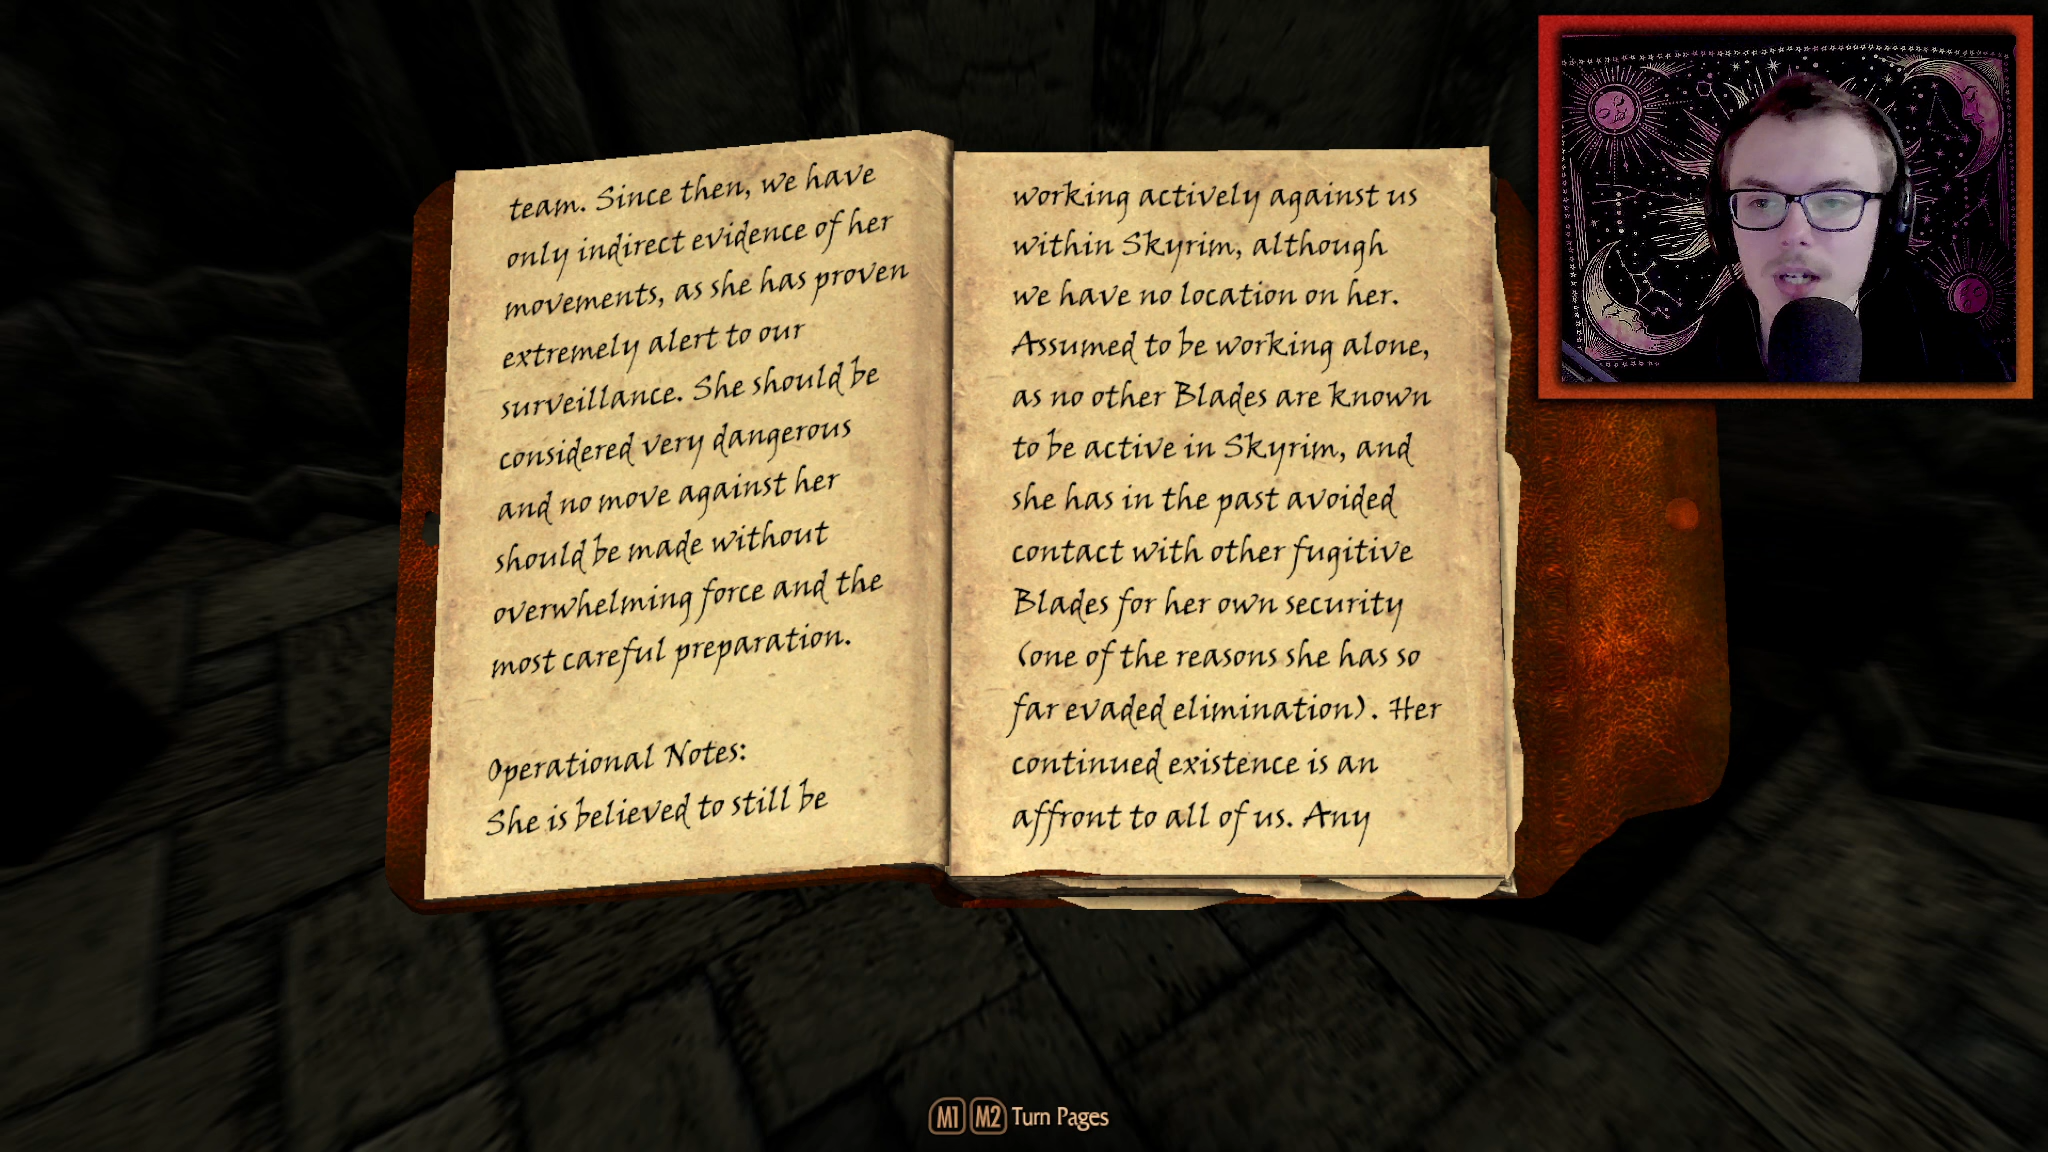 team. Since then, we have
only indirect evidence of her
movements, as she has proven
extremely alert to our
surveillance. She should be
considered very dangerous
and no move against her
should be made without
overwhelming force and the
most careful preparation.
Operational Notes:
She is believed to still be
working actively against us
within Skyrim, although
we have no location on her.
Assumed to be working alone,
as no other Blades are known
to be active in Skyrim, and
she has in the past avoided
contact with other fugitive
Blades for her own security
(one of the reasons she has so
far evaded elimination). Her
continued existence is an
affront to all of us. Any
M1 M2 Turn Pages